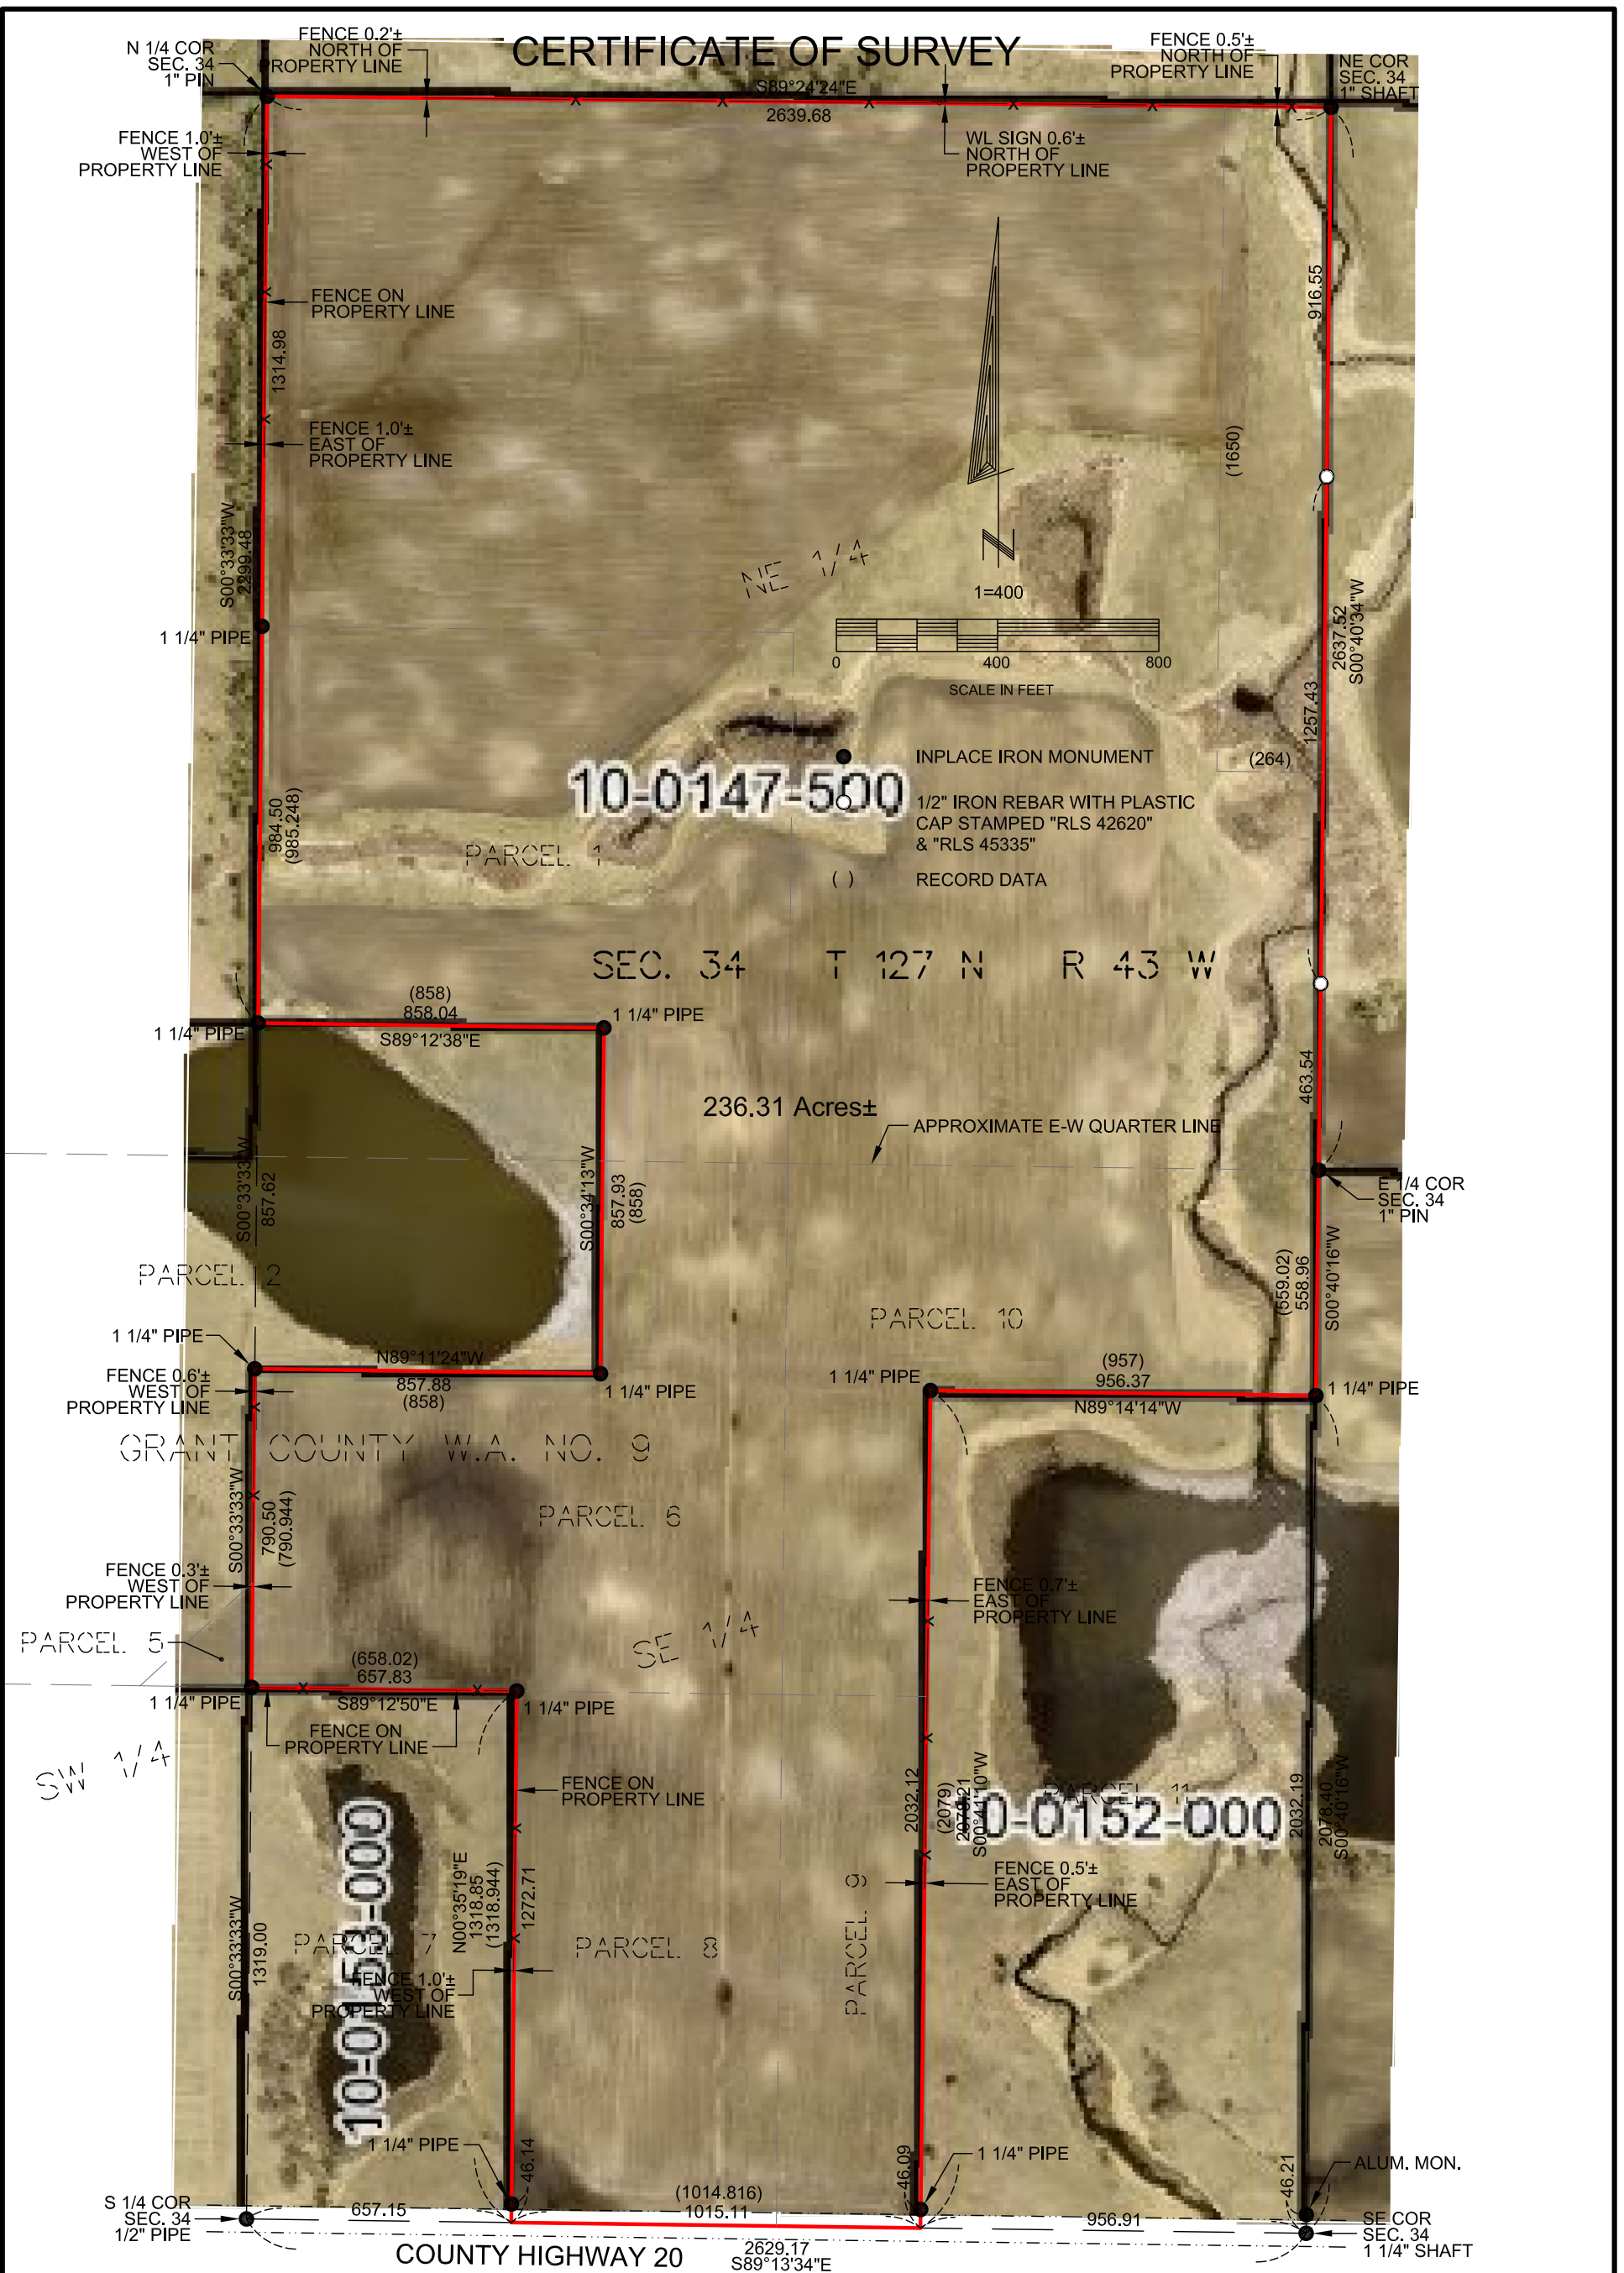 CERTIFICATE OF SURVEY
N 1/4 COR
SEC. 34
1" PIN
FENCE 0.2'±
NORTH OF
PROPERTY LINE
S89°24'24"E
2639.68
FENCE 0.5'±
NORTH OF
PROPERTY LINE
NE COR
SEC. 34
1" SHAFT
FENCE 1.0'±
WEST OF
PROPERTY LINE
WL SIGN 0.6'±
NORTH OF
PROPERTY LINE
916.55
FENCE ON
PROPERTY LINE
1314.98
FENCE 1.0'±
EAST OF
PROPERTY LINE
(1650)
S00°33'33"W
2299.48
NE 1/4
1=400
N
0 400 800
SCALE IN FEET
1 1/4" PIPE
2637.52
S00°40'34"W
1257.43
(264)
INPLACE IRON MONUMENT
10-0147-500
1/2" IRON REBAR WITH PLASTIC
CAP STAMPED "RLS 42620"
& "RLS 45335"
( ) RECORD DATA
984.50
(985.248)
PARCEL 1
SEC. 34 T 127 N R 43 W
(858)
858.04
S89°12'38"E
1 1/4" PIPE
1 1/4" PIPE
463.54
236.31 Acres±
APPROXIMATE E-W QUARTER LINE
S00°33'33"W
857.62
S00°34'13"W
857.93
(858)
E 1/4 COR
SEC. 34
1" PIN
PARCEL 2
(559.02)
558.96
S00°40'16"W
PARCEL 10
1 1/4" PIPE
N89°11'24"W
857.88
(858)
1 1/4" PIPE
FENCE 0.6'±
WEST OF
PROPERTY LINE
1 1/4" PIPE
(957)
956.37
N89°14'14"W
1 1/4" PIPE
GRANT COUNTY W.A. NO. 9
S00°33'33"W
790.50
(790.944)
PARCEL 6
FENCE 0.3'±
WEST OF
PROPERTY LINE
FENCE 0.7'±
EAST OF
PROPERTY LINE
PARCEL 5
SE 1/4
(658.02)
657.83
S89°12'50"E
1 1/4" PIPE
1 1/4" PIPE
FENCE ON
PROPERTY LINE
SW 1/4
FENCE ON
PROPERTY LINE
2032.12
(2079)
2078.21
S00°41'10"W
PARCEL 11
10-0152-000
2032.19
2078.40
S00°40'16"W
10-0153-000
N00°35'19"E
1318.85
(1318.944)
1272.71
FENCE 0.5'±
EAST OF
PROPERTY LINE
S00°33'33"W
1319.00
PARCEL 7
PARCEL 8
PARCEL 9
FENCE 1.0'±
WEST OF
PROPERTY LINE
1 1/4" PIPE
46.14
46.09
1 1/4" PIPE
46.21
ALUM. MON.
S 1/4 COR
SEC. 34
1/2" PIPE
657.15
(1014.816)
1015.11
956.91
SE COR
SEC. 34
1 1/4" SHAFT
COUNTY HIGHWAY 20
2629.17
S89°13'34"E